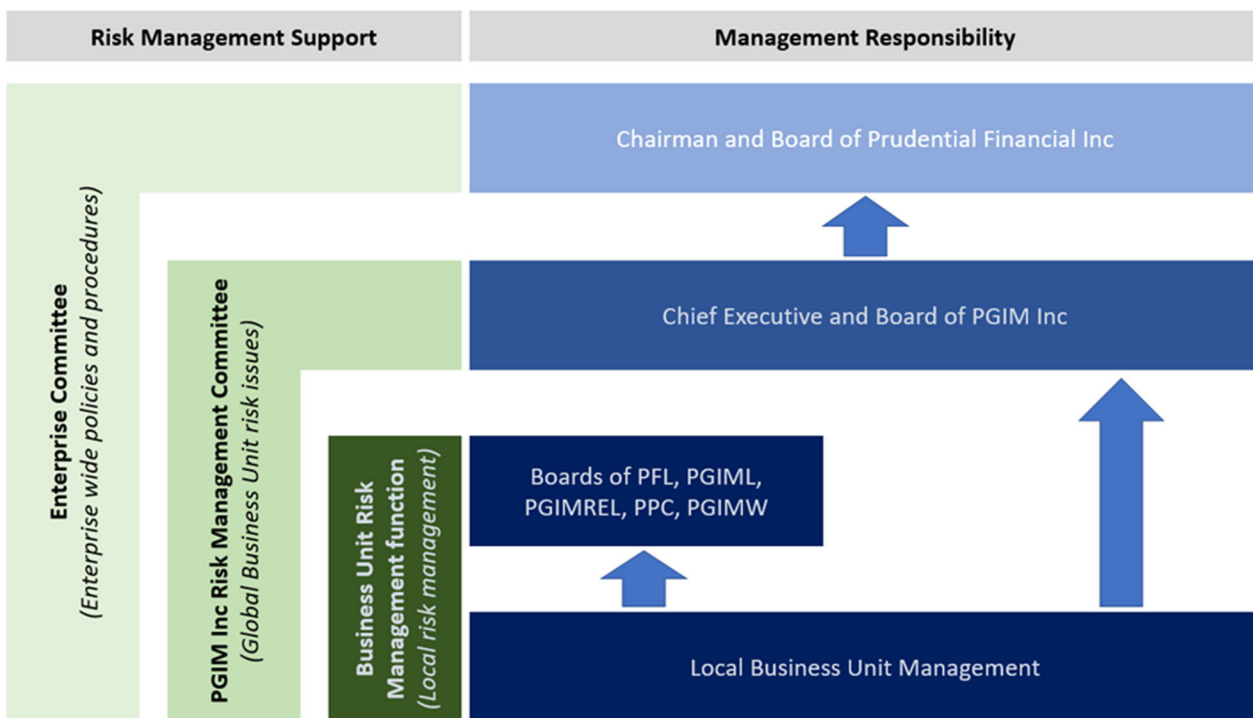 Risk Management Support
Management Responsibility
Enterprise Committee
(Enterprise wide policies and procedures)
PGIM Inc Risk Management Committee
(Global Business Unit risk issues)
Business Unit Risk
Management function
(Local risk management)
Chairman and Board of Prudential Financial Inc
Chief Executive and Board of PGIM Inc
Boards of PFL, PGIML,
PGIMREL, PPC, PGIMW
Local Business Unit Management